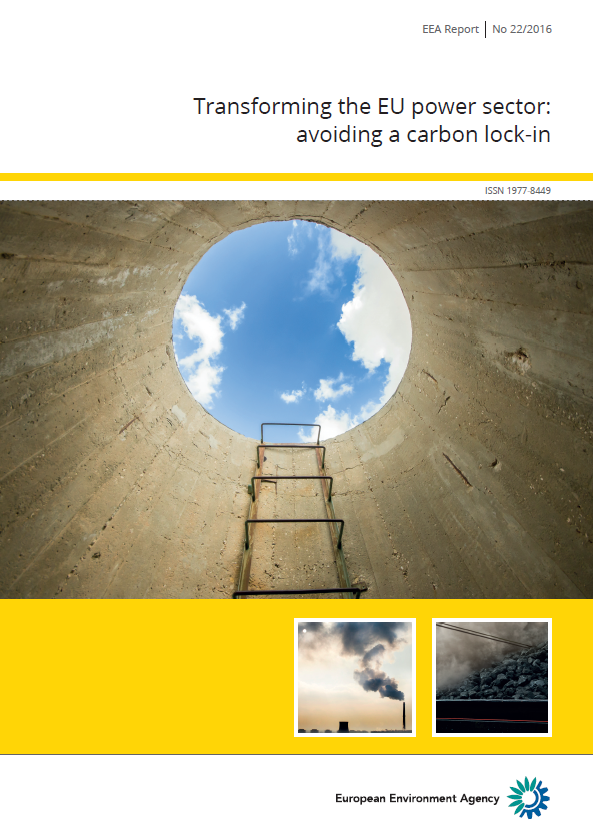 EEA Report | No 22/2016
Transforming the EU power sector:
avoiding a carbon lock-in
ISSN 1977-8449
European Environment Agency